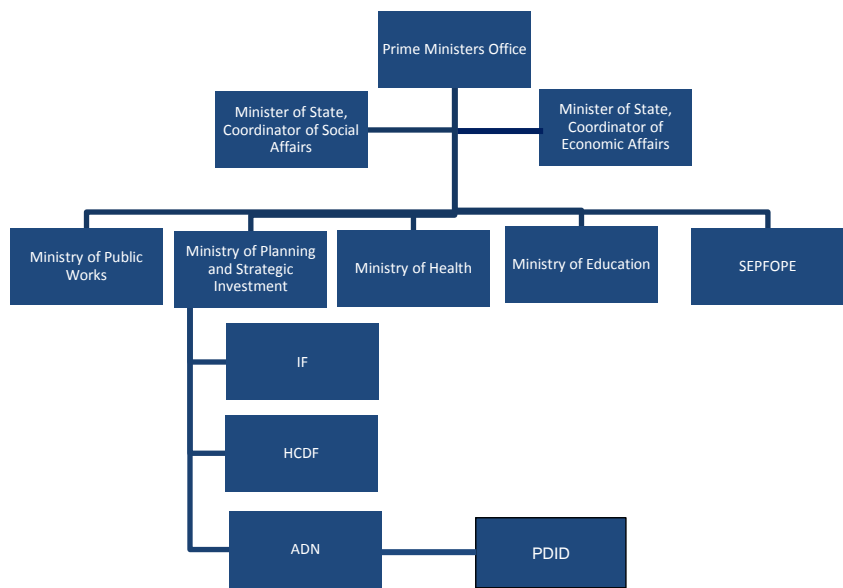 Prime Ministers Office
Minister of State,
Coordinator of Social
Affairs
Minister of State,
Coordinator of
Economic Affairs
Ministry of Public
Works
Ministry of Planning
and Strategic
Investment
Ministry of Health
Ministry of Education
SEPFOPE
IF
HCDF
ADN
PDID